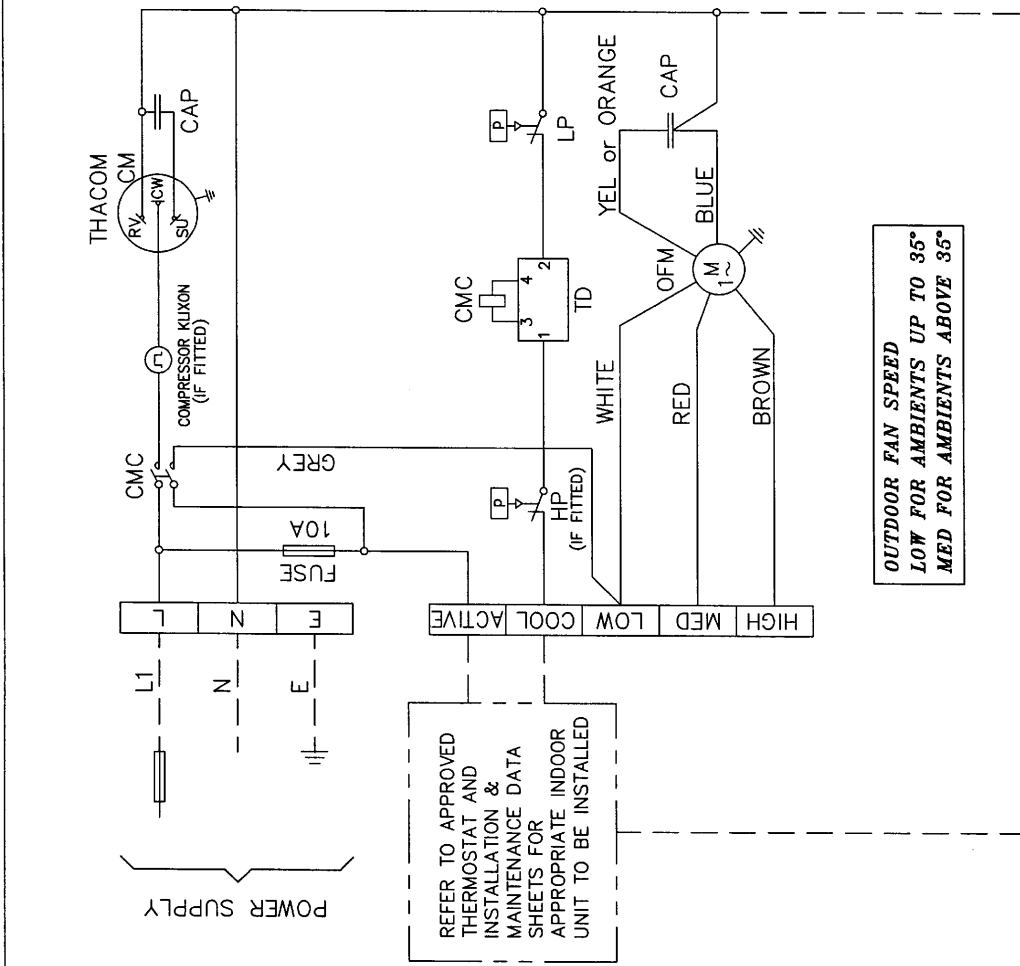 POWER SUPPLY
L1
N
E
L
N
E
FUSE
10A
CMC
COMPRESSOR KLIXON
(IF FITTED)
THACOM
CM
RV
CW
SU
CAP
GREY
REFER TO APPROVED
THERMOSTAT AND
INSTALLATION &
MAINTENANCE DATA
SHEETS FOR
APPROPRIATE INDOOR
UNIT TO BE INSTALLED
ACTIVE
COOL
LOW
MED
HIGH
P
HP
(IF FITTED)
CMC
3
4
1
2
TD
P
LP
WHITE
RED
BROWN
OFM
M
1~
YEL or ORANGE
BLUE
CAP
OUTDOOR FAN SPEED
LOW FOR AMBIENTS UP TO 35°
MED FOR AMBIENTS ABOVE 35°